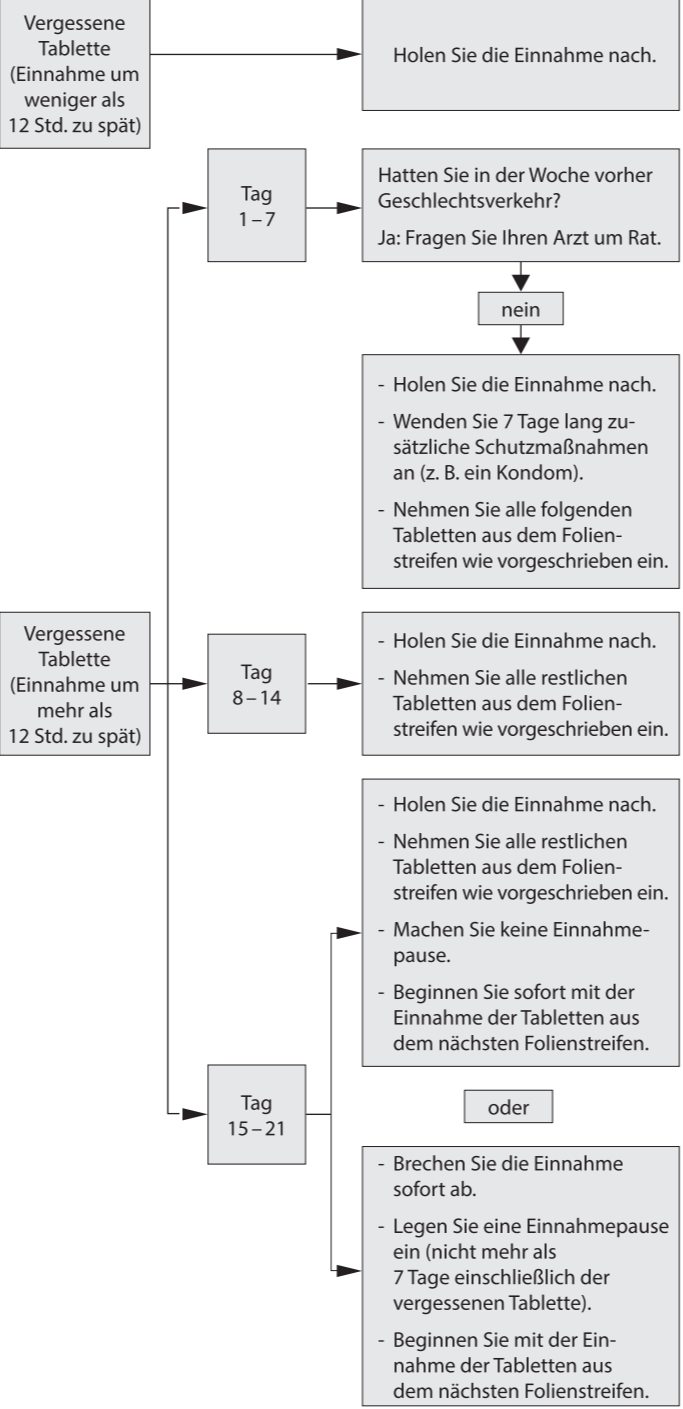 Vergessene
Tablette
(Einnahme um
weniger als
12 Std. zu spät)
Holen Sie die Einnahme nach.
Tag
1 – 7
Hatten Sie in der Woche vorher
Geschlechtsverkehr?
Ja: Fragen Sie Ihren Arzt um Rat.
nein
- Holen Sie die Einnahme nach.
- Wenden Sie 7 Tage lang zu-
sätzliche Schutzmaßnahmen
an (z. B. ein Kondom).
- Nehmen Sie alle folgenden
Tabletten aus dem Folien-
streifen wie vorgeschrieben ein.
Vergessene
Tablette
(Einnahme um
mehr als
12 Std. zu spät)
Tag
8 – 14
- Holen Sie die Einnahme nach.
- Nehmen Sie alle restlichen
Tabletten aus dem Folien-
streifen wie vorgeschrieben ein.
Tag
15 – 21
- Holen Sie die Einnahme nach.
- Nehmen Sie alle restlichen
Tabletten aus dem Folien-
streifen wie vorgeschrieben ein.
- Machen Sie keine Einnahme-
pause.
- Beginnen Sie sofort mit der
Einnahme der Tabletten aus
dem nächsten Folienstreifen.
oder
- Brechen Sie die Einnahme
sofort ab.
- Legen Sie eine Einnahmepause
ein (nicht mehr als
7 Tage einschließlich der
vergessenen Tablette).
- Beginnen Sie mit der Ein-
nahme der Tabletten aus
dem nächsten Folienstreifen.